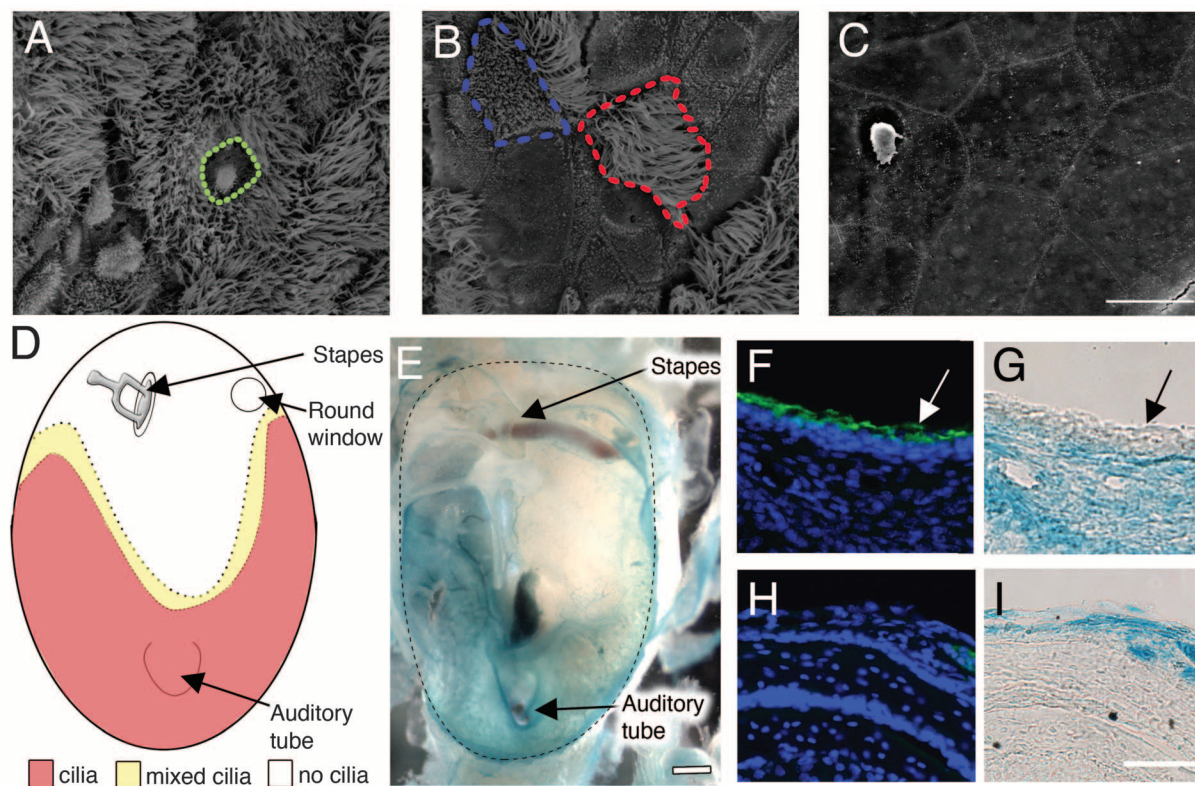 A
B
C
D
Stapes
Round
window
Auditory
tube
cilia
mixed cilia
no cilia
E
Stapes
Auditory
tube
F
G
H
I